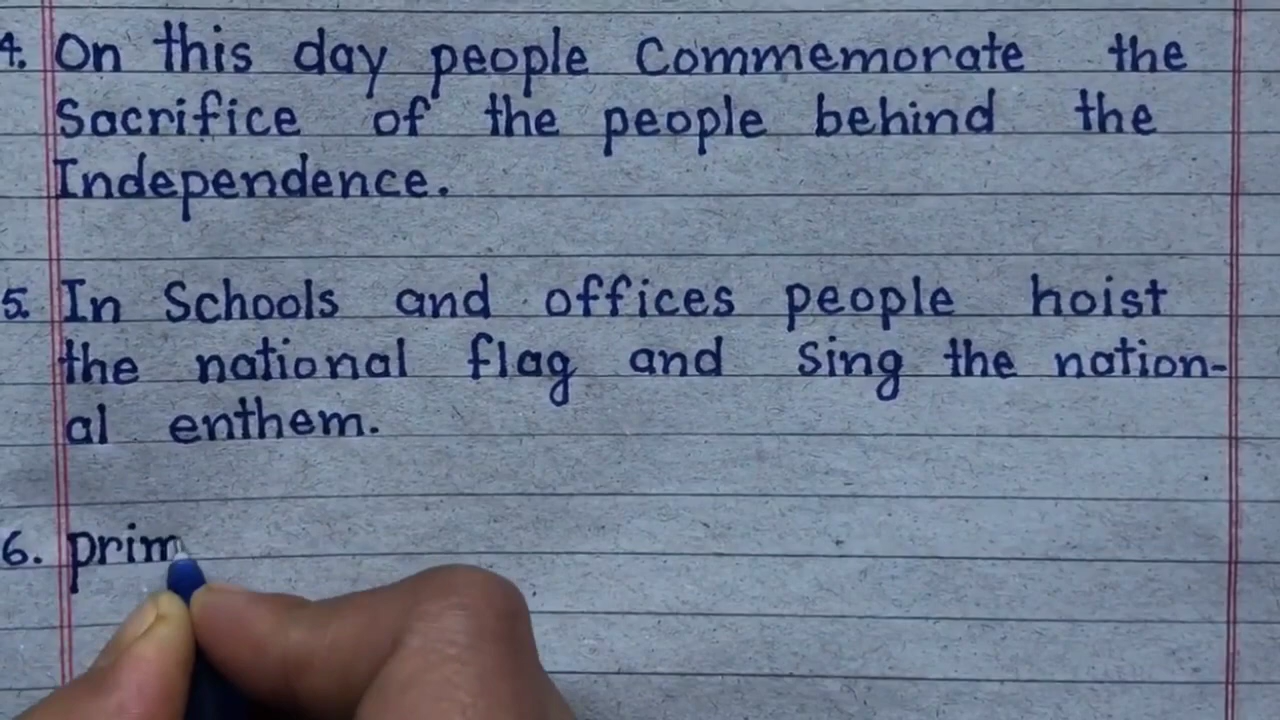 4. On this day people Commemorate the
Sacrifice of the people behind the
Independence.
5. In Schools and offices people hoist
the national flag and Sing the nation-
al enthem.
6. prim